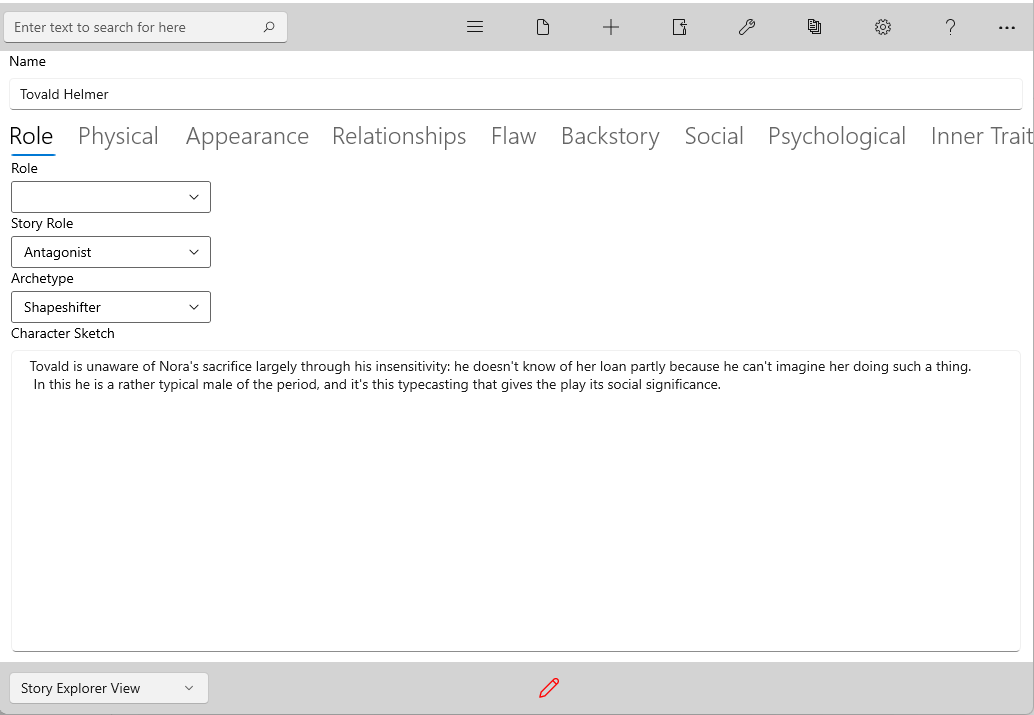 Enter text to search for here
Name
Tovald Helmer
Role Physical Appearance Relationships Flaw Backstory Social Psychological Inner Trait
Role
Story Role
Antagonist
Archetype
Shapeshifter
Character Sketch
Tovald is unaware of Nora's sacrifice largely through his insensitivity: he doesn't know of her loan partly because he can't imagine her doing such a thing.
In this he is a rather typical male of the period, and it's this typecasting that gives the play its social significance.
Story Explorer View